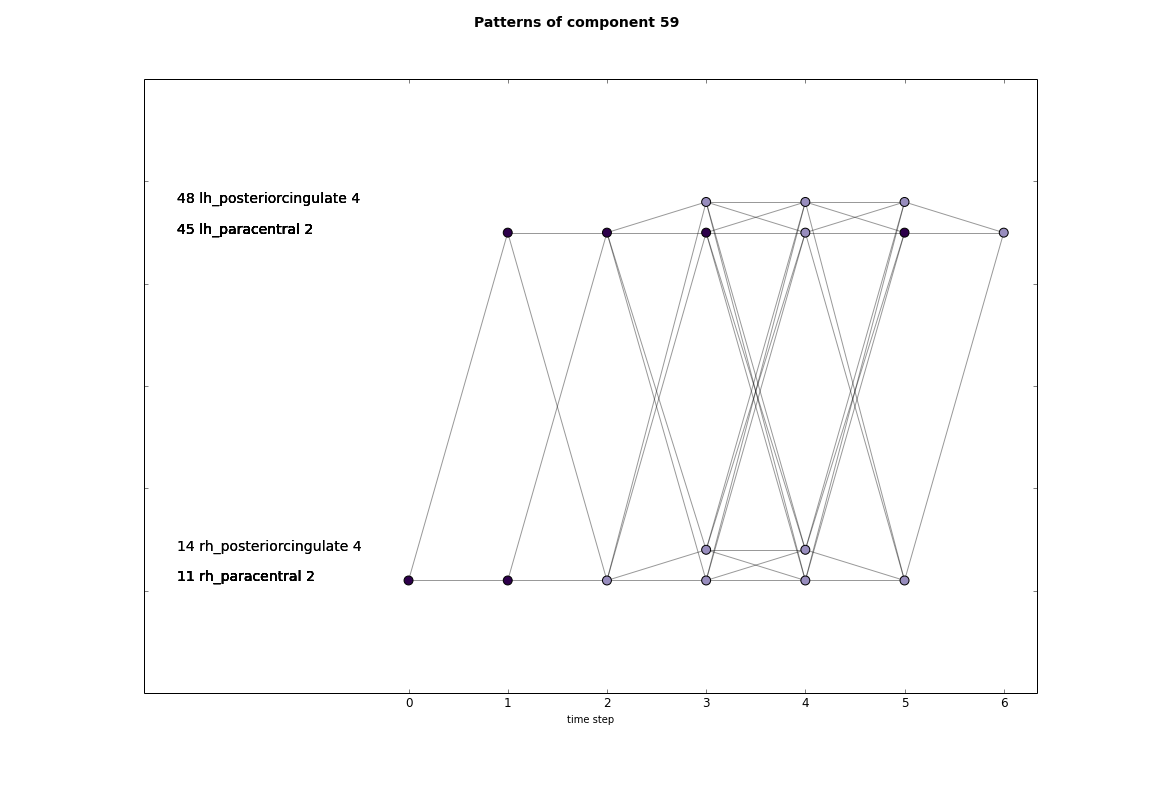 Patterns of component 59
48 lh_posteriorcingulate 4
45 lh_paracentral 2
14 rh_posteriorcingulate 4
11 rh_paracentral 2
0 1 2 3 4 5 6
time step